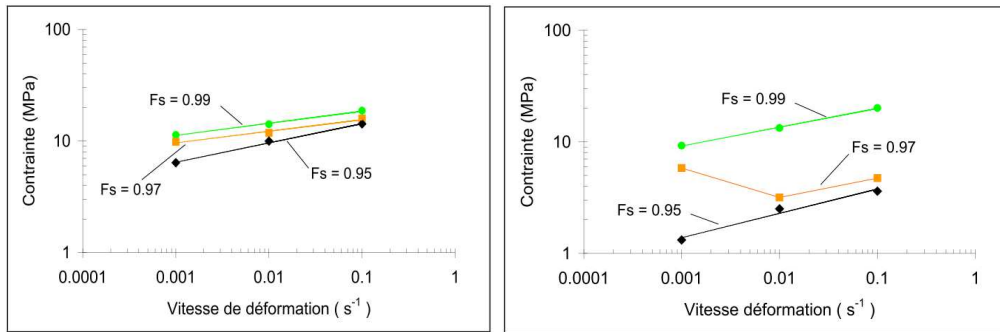 100
10
1
Contrainte (MPa)
Fs = 0.99
Fs = 0.97
Fs = 0.95
0.0001 0.001 0.01 0.1 1
Vitesse de déformation ( s-1 )
100
10
1
Contrainte (MPa)
Fs = 0.99
Fs = 0.97
Fs = 0.95
0.0001 0.001 0.01 0.1 1
Vitesse déformation ( s-1 )